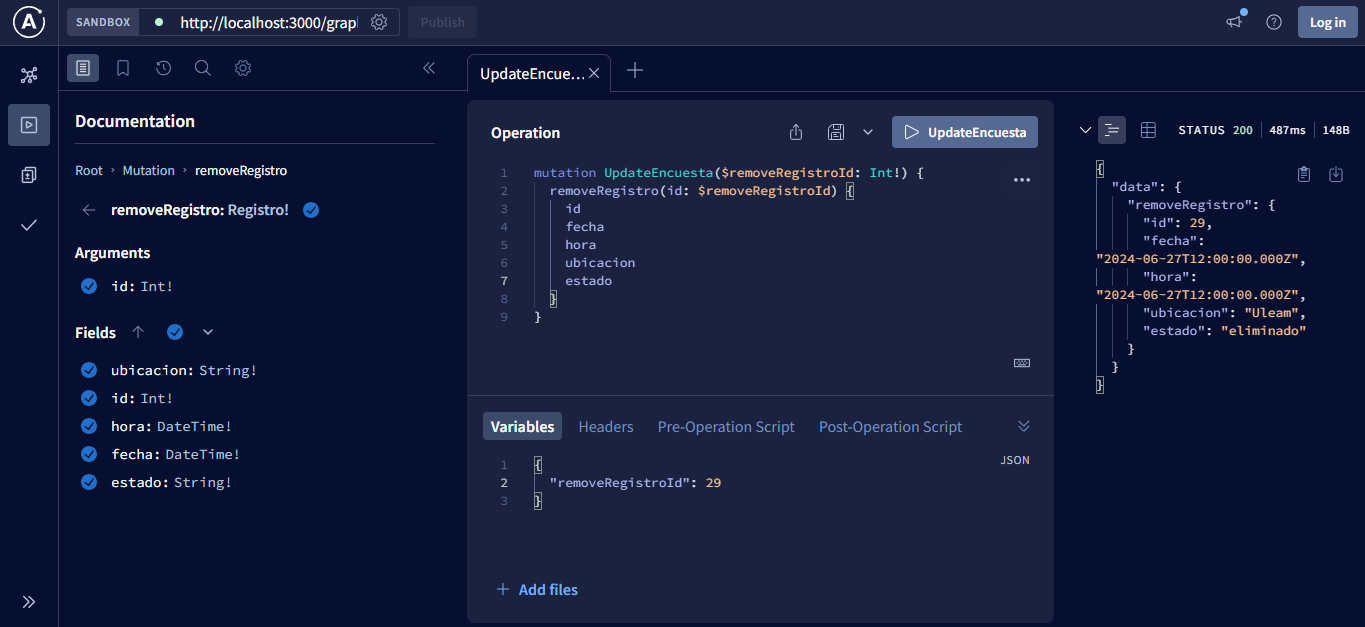 SANDBOX
http://localhost:3000/grap
Publish
Log in
UpdateEncue...
Documentation
Root › Mutation › removeRegistro
removeRegistro: Registro!
Arguments
id: Int!
Fields
ubicacion: String!
id: Int!
hora: DateTime!
fecha: DateTime!
estado: String!
Operation
UpdateEncuesta
1 mutation UpdateEncuesta($removeRegistroId: Int!) {
2 removeRegistro(id: $removeRegistroId) {
3 id
4 fecha
5 hora
6 ubicacion
7 estado
8 }
9 }
Variables Headers Pre-Operation Script Post-Operation Script
JSON
1 {
2 "removeRegistroId": 29
3 }
Add files
STATUS 200 487ms 148B
{
"data": {
"removeRegistro": {
"id": 29,
"fecha":
"2024-06-27T12:00:00.000Z",
"hora":
"2024-06-27T12:00:00.000Z",
"ubicacion": "Uleam",
"estado": "eliminado"
}
}
}